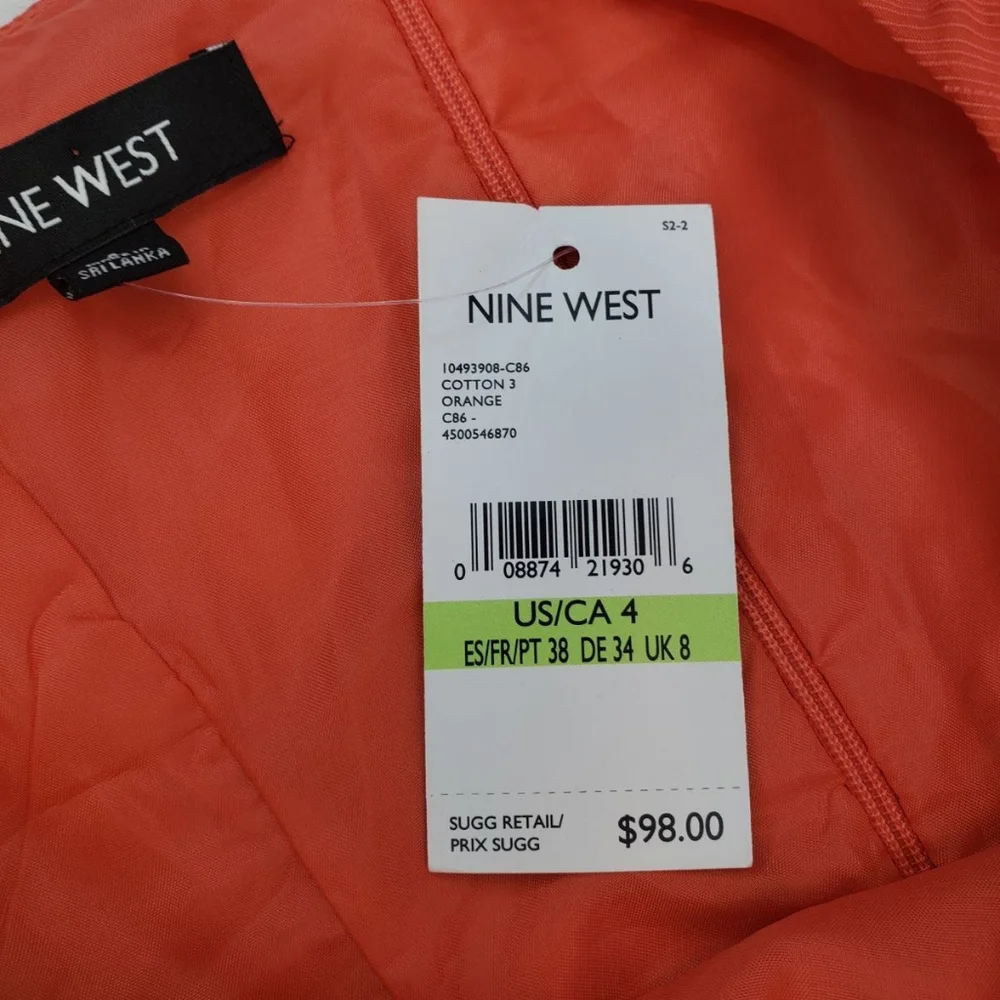 NE WEST
SRI LANKA
S2-2
NINE WEST
10493908-C86
COTTON 3
ORANGE
C86 -
4500546870
0 08874 21930 6
US/CA 4
ES/FR/PT 38 DE 34 UK 8
SUGG RETAIL/
PRIX SUGG
$98.00